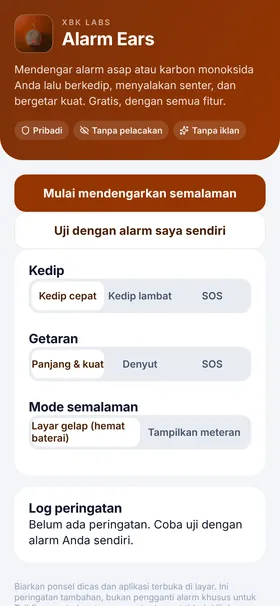 XBK LABS
Alarm Ears
Mendengar alarm asap atau karbon monoksida
Anda lalu berkedip, menyalakan senter, dan
bergetar kuat. Gratis, dengan semua fitur.
Pribadi
Tanpa pelacakan
Tanpa iklan
Mulai mendengarkan semalaman
Uji dengan alarm saya sendiri
Kedip
Kedip cepat
Kedip lambat
SOS
Getaran
Panjang & kuat
Denyut
SOS
Mode semalaman
Layar gelap (hemat
baterai)
Tampilkan meteran
Log peringatan
Belum ada peringatan. Coba uji dengan
alarm Anda sendiri.
Biarkan ponsel dicas dan aplikasi terbuka di layar. Ini
peringatan tambahan, bukan pengganti alarm khusus untuk